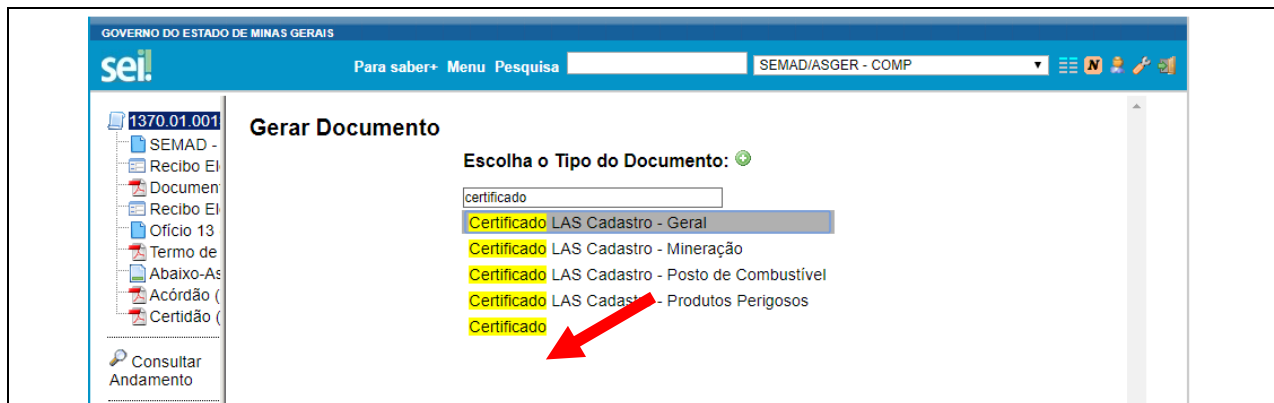 GOVERNO DO ESTADO DE MINAS GERAIS
sei! Para saber+ Menu Pesquisa SEMAD/ASGER - COMP N
1370.01.001
SEMAD -
Recibo El
Documen
Recibo El
Ofício 13
Termo de
Abaixo-As
Acórdão (
Certidão (
Consultar
Andamento
Gerar Documento
Escolha o Tipo do Documento:
certificado
Certificado LAS Cadastro - Geral
Certificado LAS Cadastro - Mineração
Certificado LAS Cadastro - Posto de Combustível
Certificado LAS Cadastro - Produtos Perigosos
Certificado